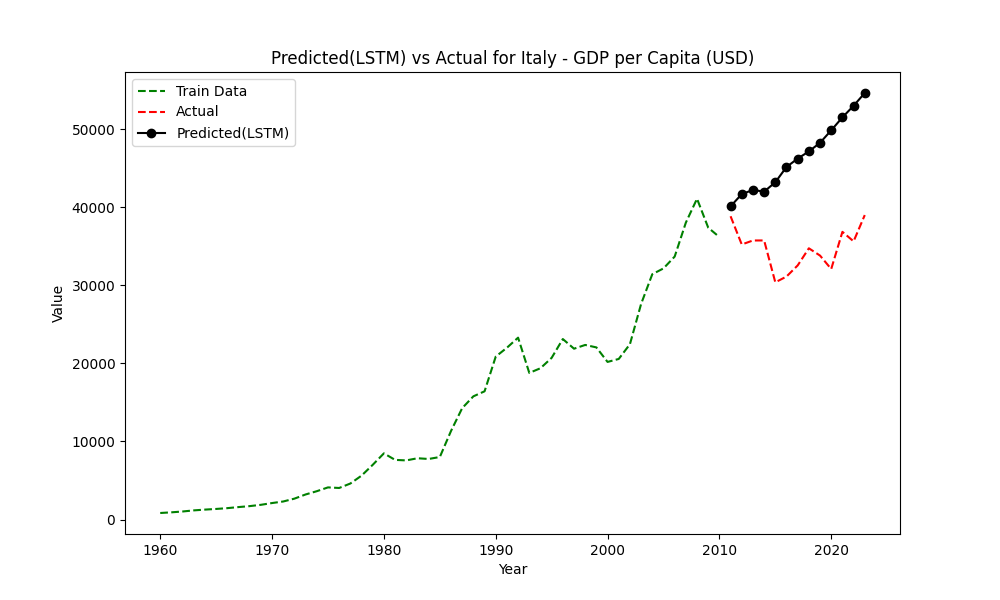 Predicted(LSTM) vs Actual for Italy - GDP per Capita (USD)
Train Data
Actual
Predicted(LSTM)
50000
40000
30000
20000
10000
0
Value
1960 1970 1980 1990 2000 2010 2020
Year